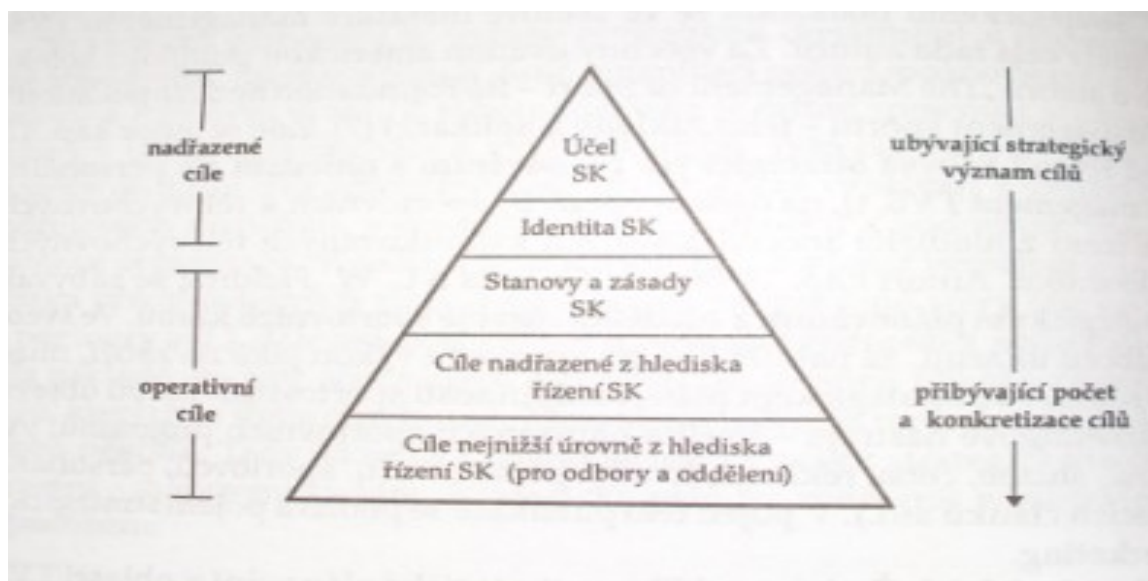 nadřazené
cíle
operativní
cíle
Účel
SK
Identita SK
Stanovy a zásady
SK
Cíle nadřazené z hlediska
řízení SK
Cíle nejnižší úrovně z hlediska
řízení SK (pro odbory a oddělení)
ubývající strategický
význam cílů
přibývající počet
a konkretizace cílů